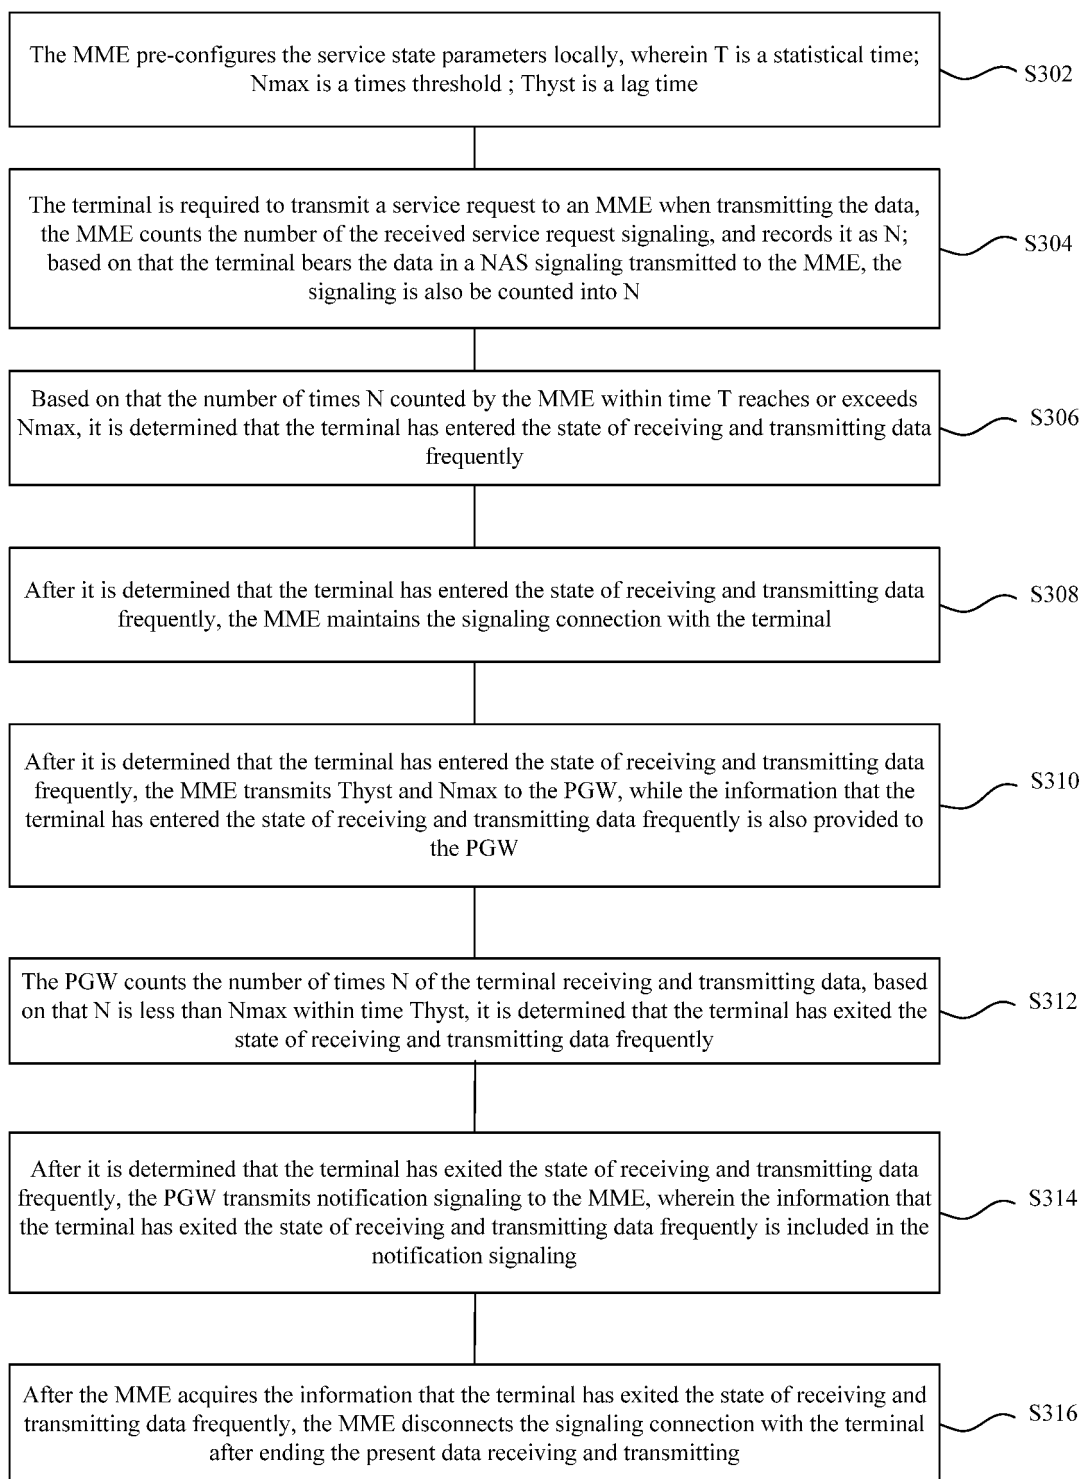 The MME pre-configures the service state parameters locally, wherein T is a statistical time;
Nmax is a times threshold ; Thyst is a lag time
S302
The terminal is required to transmit a service request to an MME when transmitting the data,
the MME counts the number of the received service request signaling, and records it as N;
based on that the terminal bears the data in a NAS signaling transmitted to the MME, the
signaling is also be counted into N
S304
Based on that the number of times N counted by the MME within time T reaches or exceeds
Nmax, it is determined that the terminal has entered the state of receiving and transmitting data
frequently
S306
After it is determined that the terminal has entered the state of receiving and transmitting data
frequently, the MME maintains the signaling connection with the terminal
S308
After it is determined that the terminal has entered the state of receiving and transmitting data
frequently, the MME transmits Thyst and Nmax to the PGW, while the information that the
terminal has entered the state of receiving and transmitting data frequently is also provided to
the PGW
S310
The PGW counts the number of times N of the terminal receiving and transmitting data, based
on that N is less than Nmax within time Thyst, it is determined that the terminal has exited the
state of receiving and transmitting data frequently
S312
After it is determined that the terminal has exited the state of receiving and transmitting data
frequently, the PGW transmits notification signaling to the MME, wherein the information that
the terminal has exited the state of receiving and transmitting data frequently is included in the
notification signaling
S314
After the MME acquires the information that the terminal has exited the state of receiving and
transmitting data frequently, the MME disconnects the signaling connection with the terminal
after ending the present data receiving and transmitting
S316